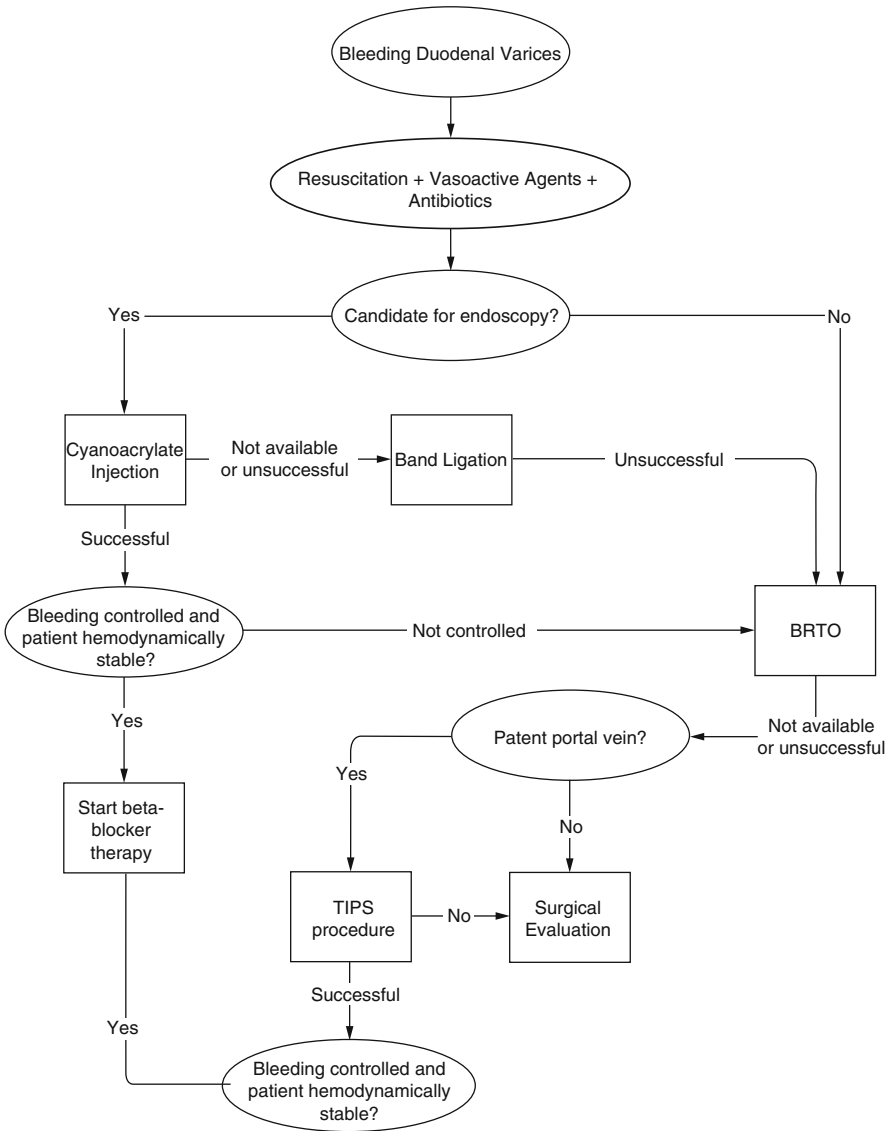 Bleeding Duodenal Varices
Resuscitation + Vasoactive Agents +
Antibiotics
Candidate for endoscopy?
Yes
No
Cyanoacrylate
Injection
Not available
or unsuccessful
Band Ligation
Unsuccessful
Successful
Bleeding controlled and
patient hemodynamically
stable?
Not controlled
BRTO
Yes
Not available
or unsuccessful
Patent portal vein?
Yes
Start beta-
blocker
therapy
No
TIPS
procedure
No
Surgical
Evaluation
Successful
Yes
Bleeding controlled and
patient hemodynamically
stable?